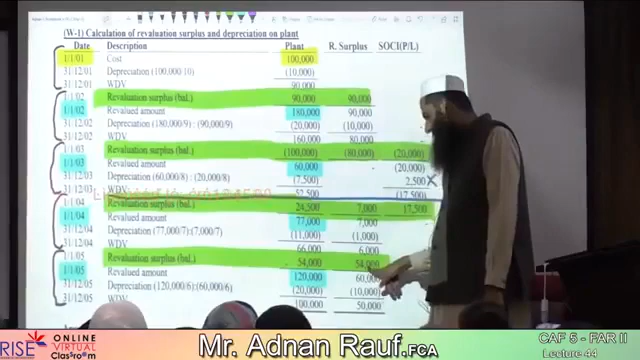 (W-1) Calculation of revaluation surplus and depreciation on plant
Date Description Plant R. Surplus SOCI(P/L)
1/1/01 Cost 100,000
31/12/01 Depreciation (100,000/10) (10,000)
31/12/01 WDV 90,000
1/1/02 Revaluation surplus (bal.) 90,000 90,000
1/1/02 Revalued amount 180,000 90,000
31/12/02 Depreciation (180,000/9) : (90,000/9) (20,000) (10,000)
31/12/02 WDV 160,000 80,000
1/1/03 Revaluation surplus (bal.) (100,000) (80,000) (20,000)
1/1/03 Revalued amount 60,000 (20,000)
31/12/03 Depreciation (60,000/8) : (20,000/8) (7,500) 2,500
31/12/03 WDV 52,500 (17,500)
1/1/04 Revaluation surplus (bal.) 24,500 7,000 17,500
1/1/04 Revalued amount 77,000 7,000
31/12/04 Depreciation (77,000/7):(7,000/7) (11,000) (1,000)
31/12/04 WDV 66,000 6,000
1/1/05 Revaluation surplus (bal.) 54,000 54,000
1/1/05 Revalued amount 120,000 60,000
31/12/05 Depreciation (120,000/6):(60,000/6) (20,000) (10,000)
31/12/05 WDV 100,000 50,000
RISE ONLINE VIRTUAL Classroom
Mr. Adnan Rauf.FCA
CAF 5 - FAR II
Lecture-44